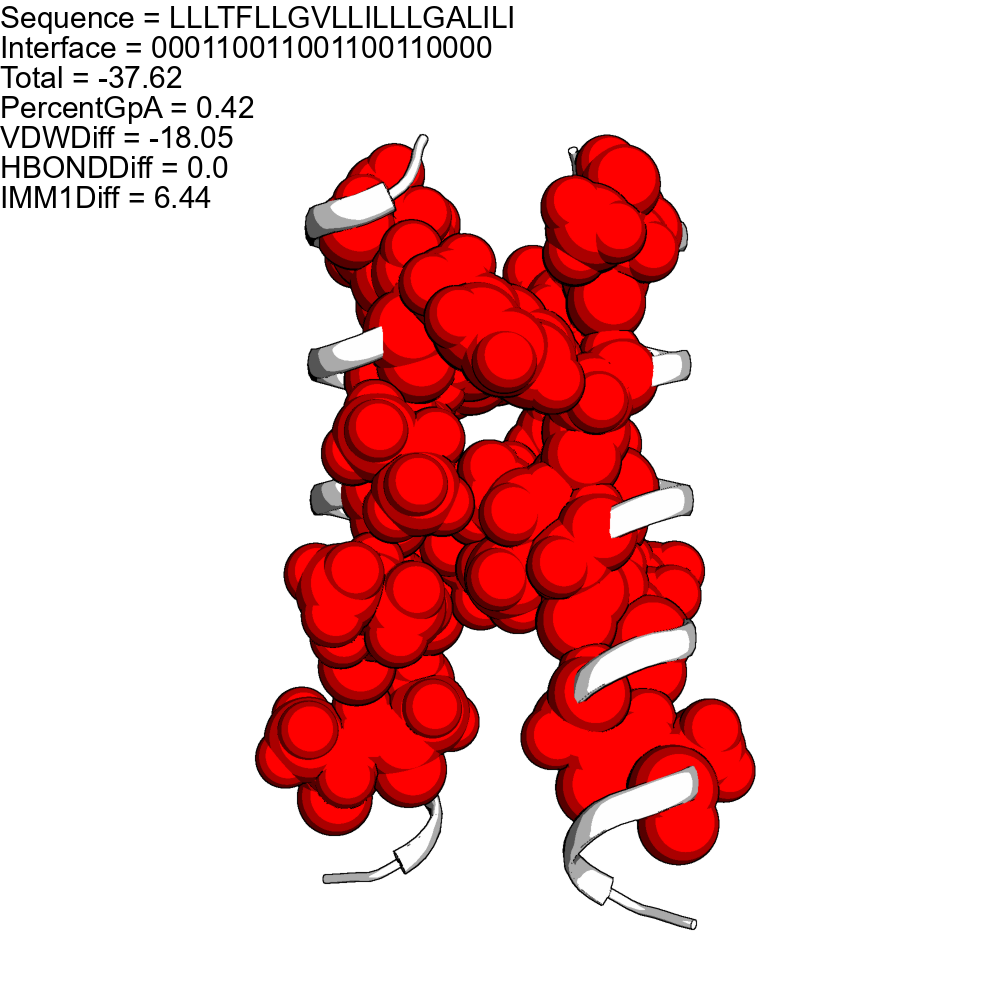 Sequence = LLLTFLLGVLLILLLGALILI
Interface = 000110011001100110000
Total = -37.62
PercentGpA = 0.42
VDWDiff = -18.05
HBONDDiff = 0.0
IMM1Diff = 6.44